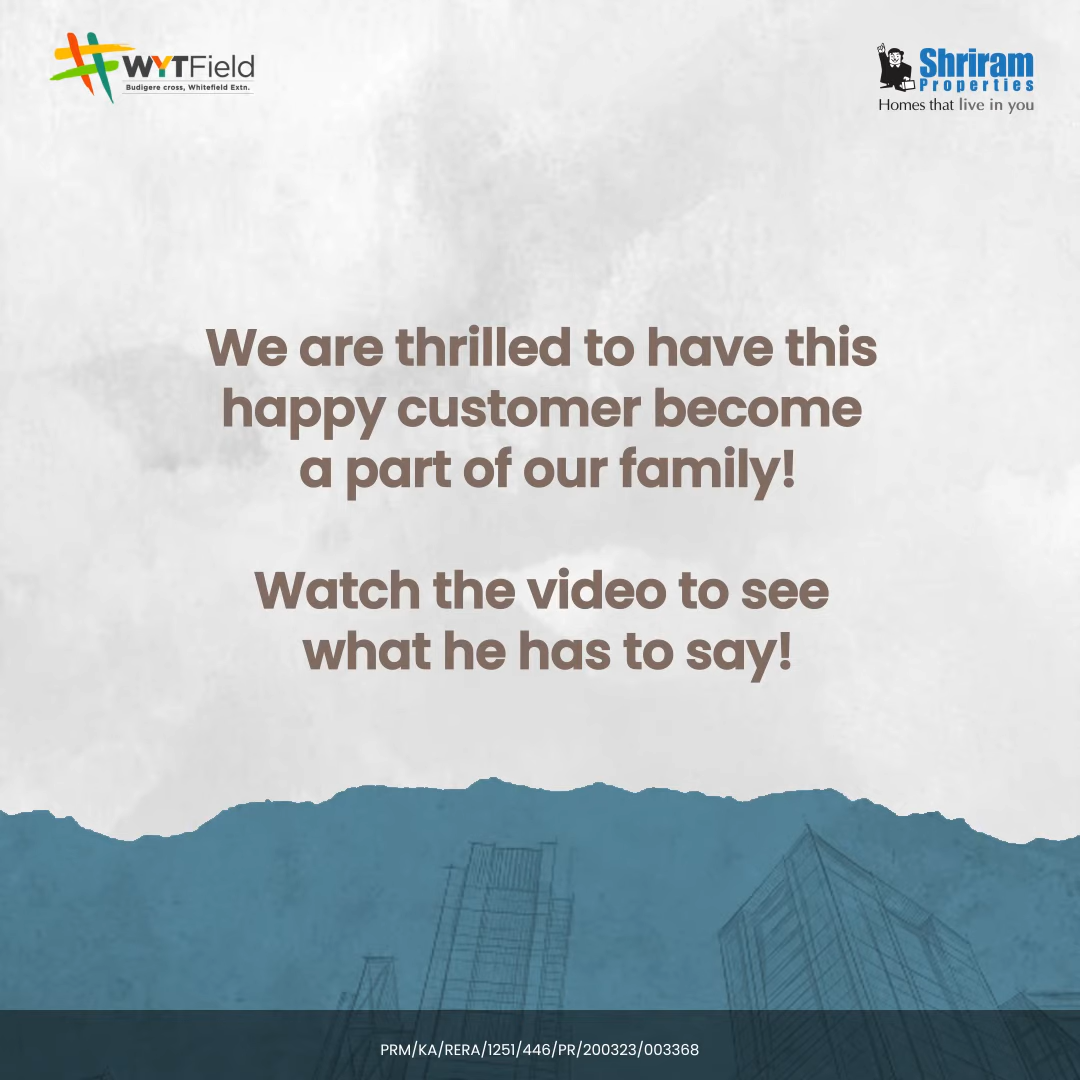 #WYTField
Budigere cross, Whitefield Extn.
Shriram
Properties
Homes that live in you
We are thrilled to have this
happy customer become
a part of our family!
Watch the video to see
what he has to say!
PRM/KA/RERA/1251/446/PR/200323/003368